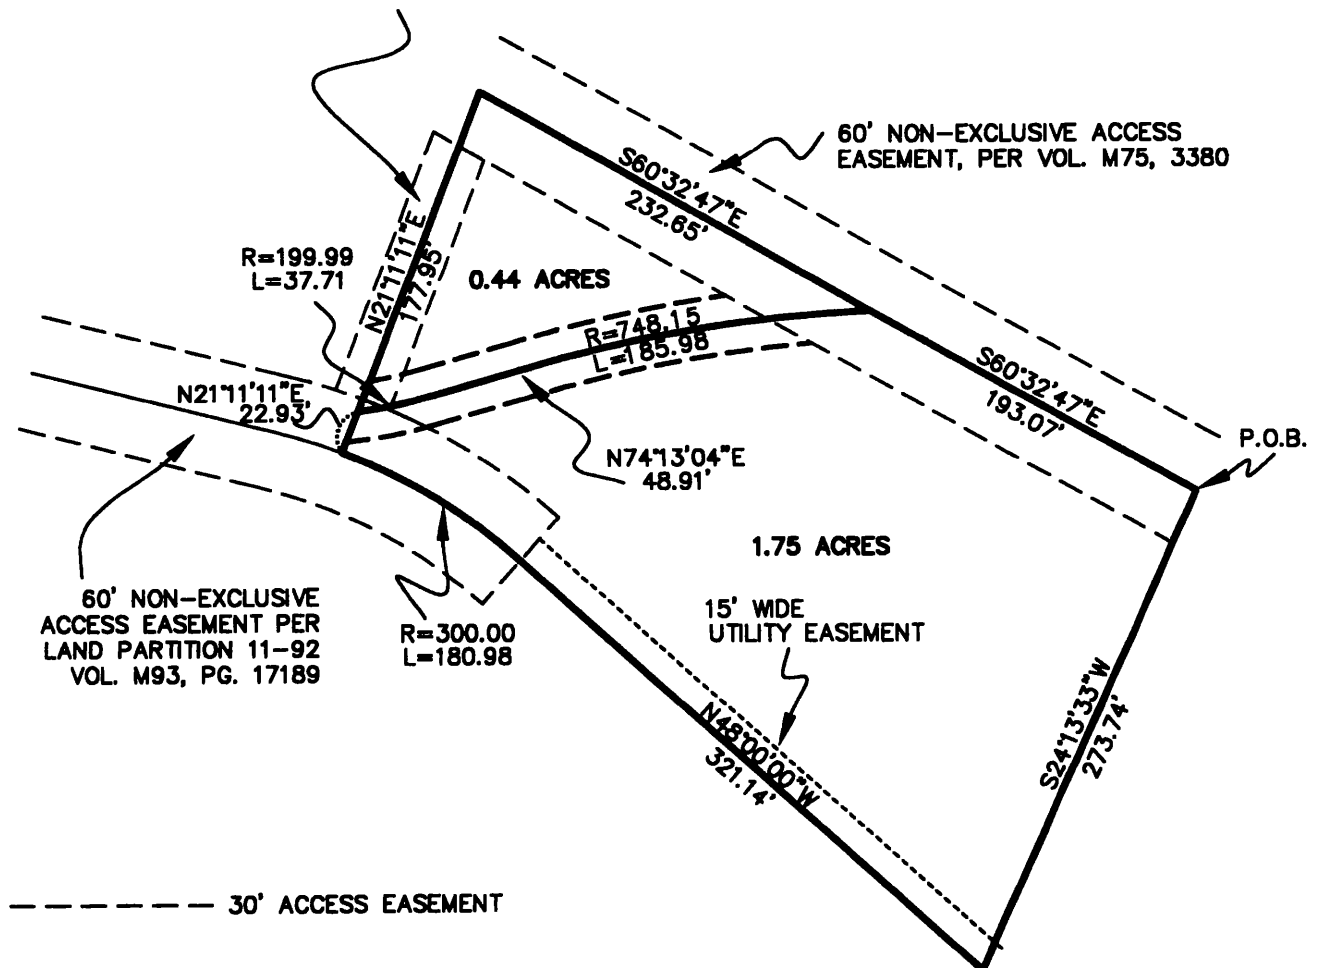 60' NON-EXCLUSIVE ACCESS
EASEMENT, PER VOL. M75, 3380
S60°32'47"E
232.65'
R=199.99
L=37.71
N21°11'11"E
177.95'
0.44 ACRES
R=748.15
L=185.98
S60°32'47"E
193.07'
N21°11'11"E
22.93'
P.O.B.
N74°13'04"E
48.91'
1.75 ACRES
60' NON-EXCLUSIVE
ACCESS EASEMENT PER
LAND PARTITION 11-92
VOL. M93, PG. 17189
R=300.00
L=180.98
15' WIDE
UTILITY EASEMENT
N48°00'00"W
321.14'
S24°13'33"W
273.74'
30' ACCESS EASEMENT